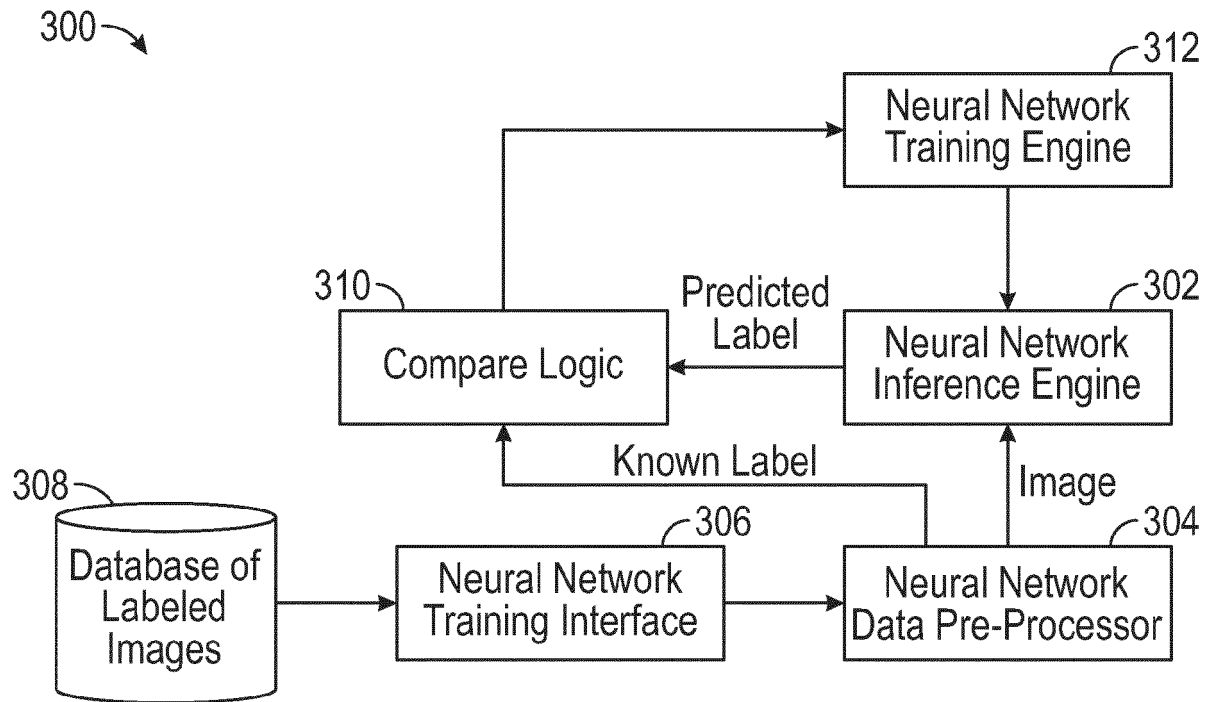 300
312
Neural Network
Training Engine
310
Predicted
Label
302
Compare Logic
Neural Network
Inference Engine
Known Label
Image
308
306
304
Database of
Labeled
Images
Neural Network
Training Interface
Neural Network
Data Pre-Processor